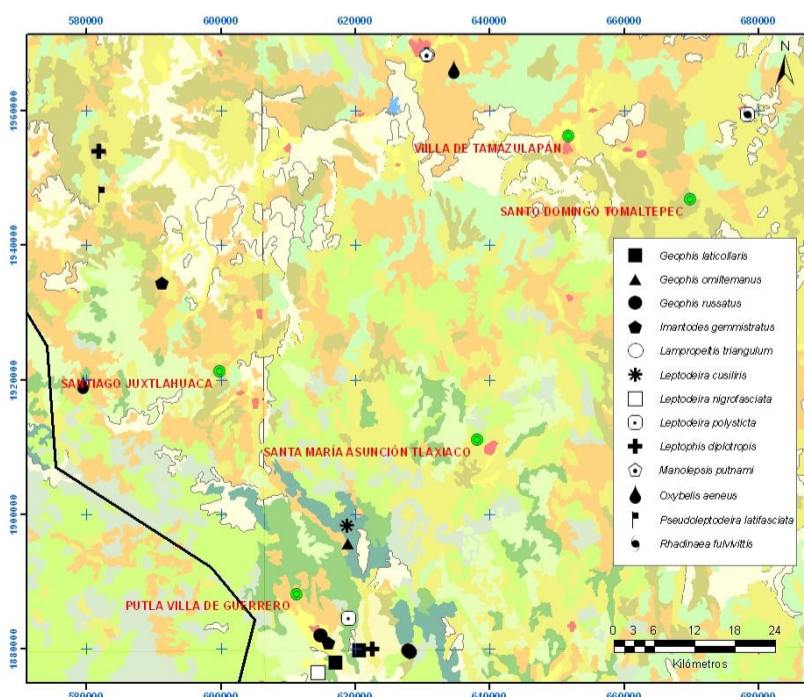 580000 600000 620000 640000 660000 680000
N
1960000
VIILLA DE TAMAZULAPÁN
SANTO DOMINGO TOMALTEPEC
1940000
Geophis laticollaris
Geophis omiltemanus
Geophis russatus
Imantodes gemmistratus
Lampropeltis triangulum
Leptodeira cusiliris
Leptodeira nigrofasciata
Leptodeira polysticta
Leptophis diplotropis
Manolepsis putnami
Oxybelis aeneus
Pseudoleptodeira latifasciata
Rhadinaea fulvivittis
1920000
SANTIAGO JUXTLAHUACA
SANTA MARÍA ASUNCIÓN TLAXIACO
1900000
PUTLA VILLA DE GUERRERO
1880000
0 3 6 12 18 24
Kilómetros
580000 600000 620000 640000 660000 680000